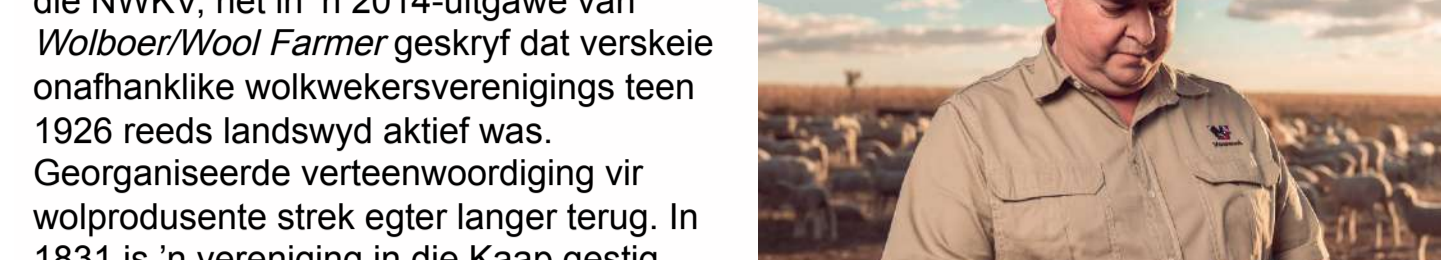 die NWKV, het in 'n 2014-uitgawe van
Wolboer/Wool Farmer geskryf dat verskeie
onafhanklike wolkwekersverenigings teen
1926 reeds landswyd aktief was.
Georganiseerde verteenwoordiging vir
wolprodusente strek egter langer terug. In
1831 is 'n vereniging in die Kaap gestig